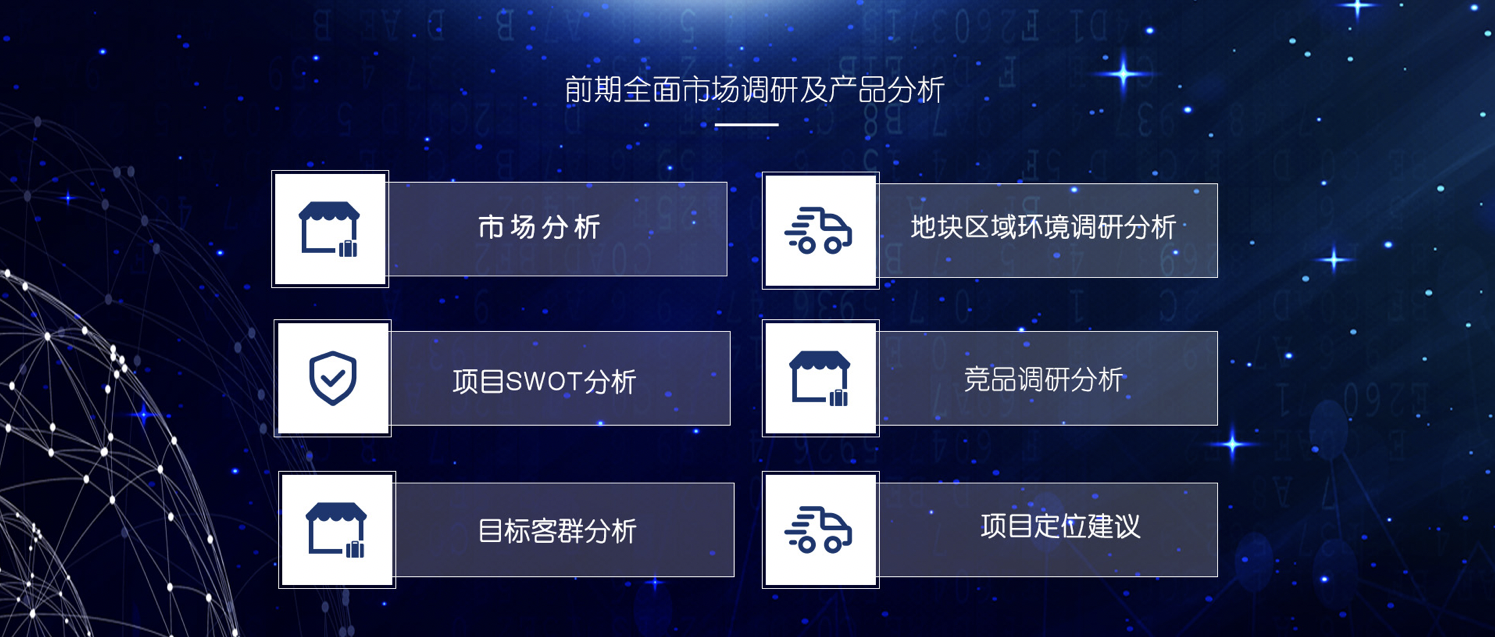 前期全面市场调研及产品分析
市场分析
地块区域环境调研分析
项目SWOT分析
竞品调研分析
目标客群分析
项目定位建议